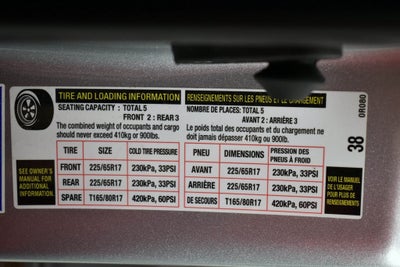 TIRE AND LOADING INFORMATION
SEATING CAPACITY : TOTAL 5
FRONT 2 : REAR 3
The combined weight of occupants and cargo
should never exceed 410kg or 900lbs.
RENSEIGNEMENTS SUR LES PNEUS ET LE CHARGEMENT
NOMBRE DE PLACES: TOTAL 5
AVANT 2 : ARRIÈRE 3
Le poids total des occupants et du chargement ne
doit jamais dépasser 410kg ou 900lbs.
SEE OWNER'S
MANUAL FOR
ADDITIONAL
INFORMATION.
TIRE SIZE COLD TIRE PRESSURE
FRONT 225/65R17 230kPa, 33PSI
REAR 225/65R17 230kPa, 33PSI
SPARE T165/80R17 420kPa, 60PSI
PNEU DIMENSIONS PRESSION DES
PNEUS À FROID
AVANT 225/65R17 230kPa, 33PSI
ARRIÈRE 225/65R17 230kPa, 33PSI
DE SECOURS T165/80R17 420kPa, 60PSI
VOIR LE MANUEL
DE L'USAGER
POUR PLUS DE
RENSEIGNEMENTS.
38
0R080